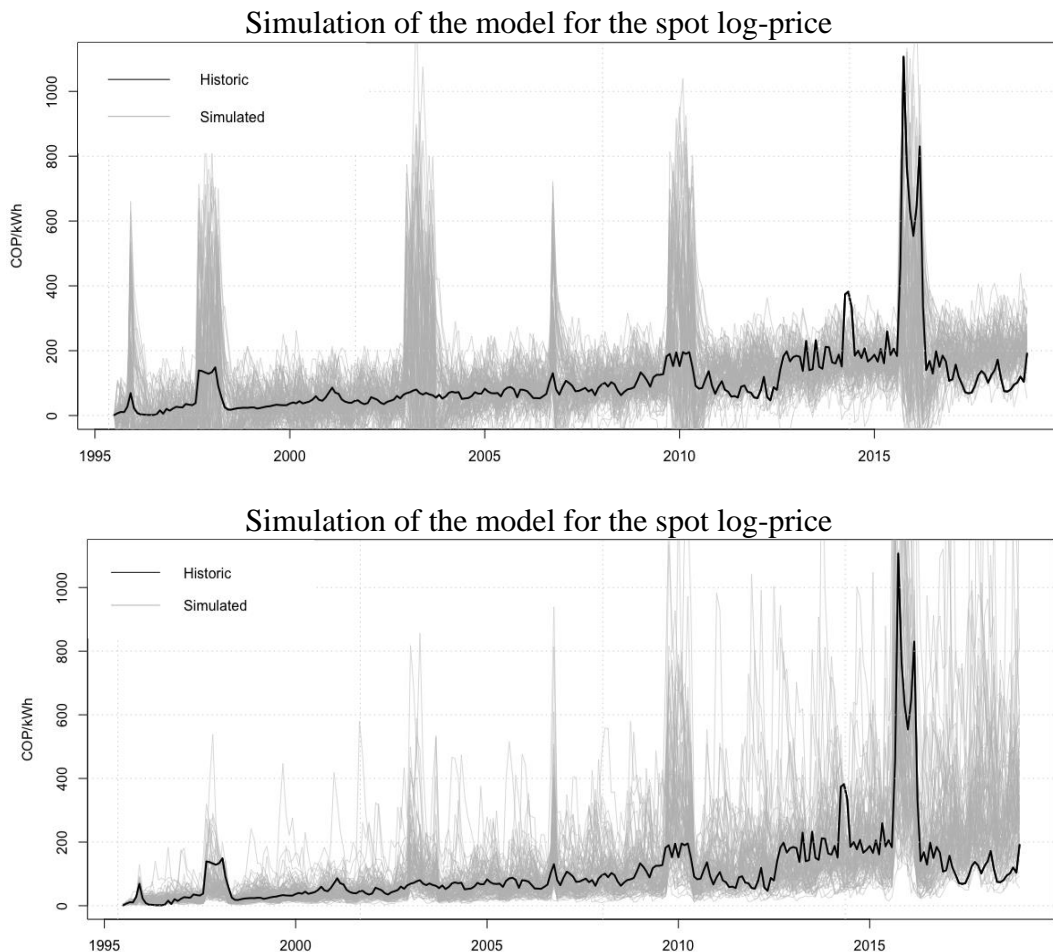 Simulation of the model for the spot log-price
Historic
Simulated
COP/kWh
1000
800
600
400
200
0
1995 2000 2005 2010 2015
Simulation of the model for the spot log-price
Historic
Simulated
COP/kWh
1000
800
600
400
200
0
1995 2000 2005 2010 2015